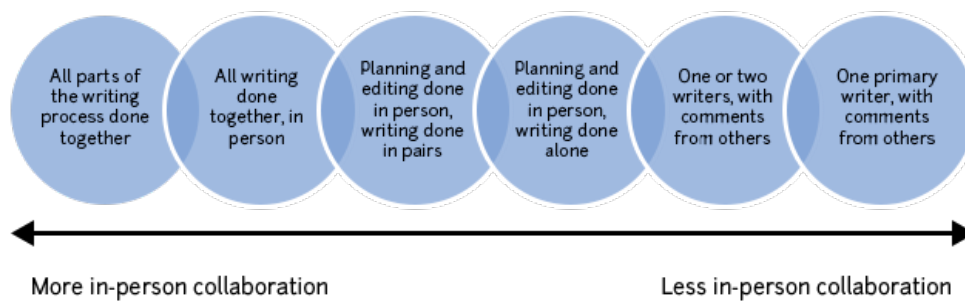 All parts of
the writing
process done
together
All writing
done
together, in
person
Planning and
editing done
in person,
writing done
in pairs
Planning and
editing done
in person,
writing done
alone
One or two
writers, with
comments
from others
One primary
writer, with
comments
from others
More in-person collaboration
Less in-person collaboration